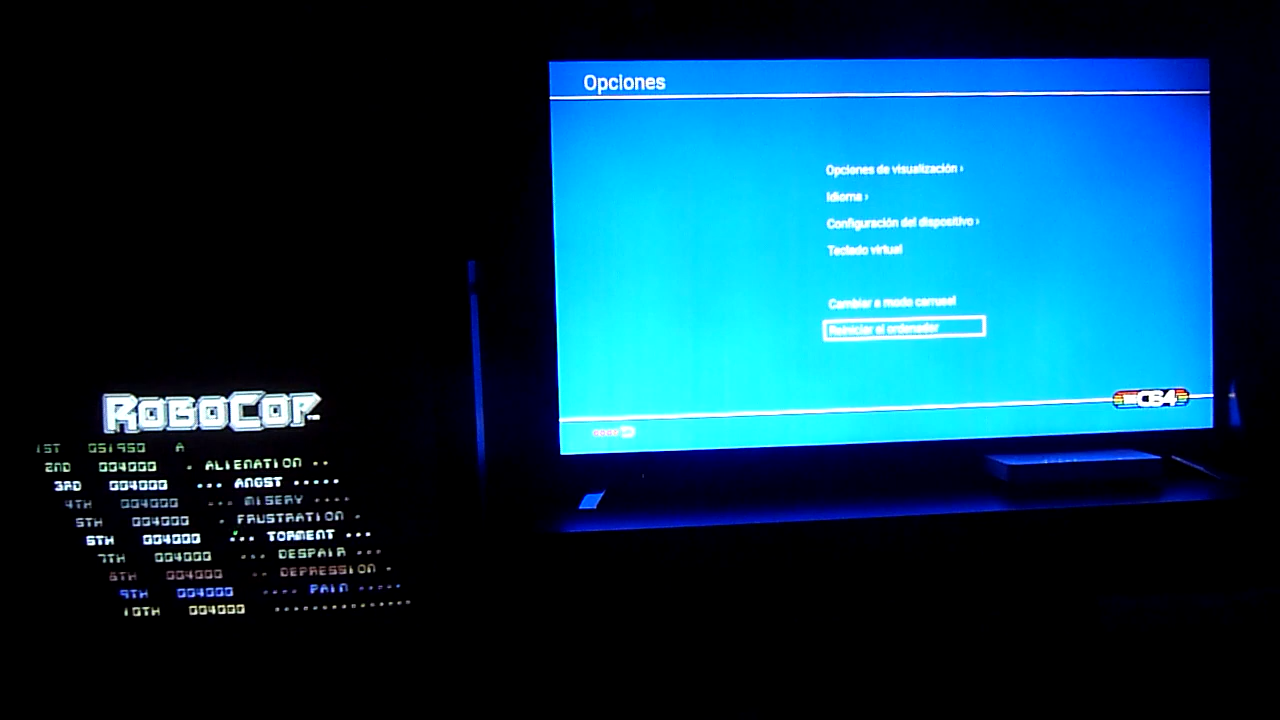 Opciones
Opciones de visualización ›
Idioma ›
Configuración del dispositivo ›
Teclado virtual
Cambiar a modo carrusel
Reiniciar el ordenador
C64
ROBOCOP™
1ST 051950 A
2ND 004000 . ALIENATION ..
3RD 004000 ... ANGST .....
4TH 004000 ... MISERY ....
5TH 004000 . FRUSTRATION .
6TH 004000 ... TORMENT ...
7TH 004000 ... DESPAIR ...
8TH 004000 .. DEPRESSION .
9TH 004000 .... PAIN .....
10TH 004000 ...............